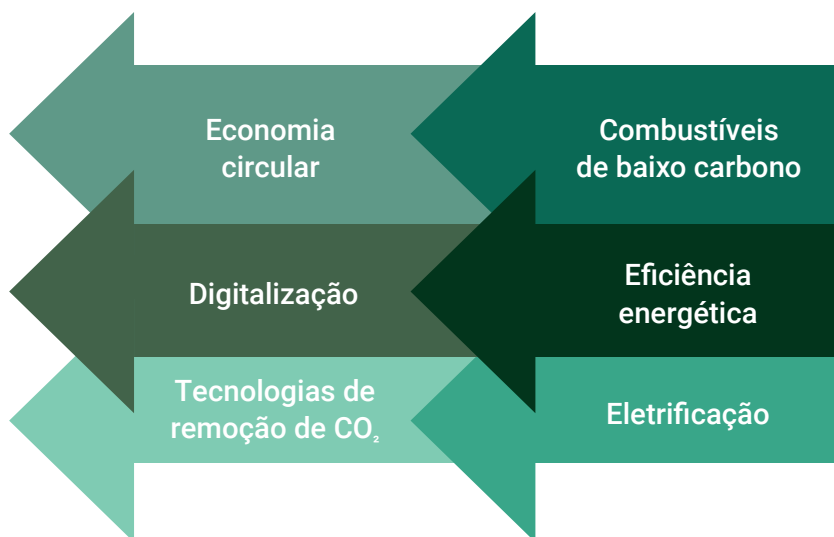 Economia
circular
Combustíveis
de baixo carbono
Digitalização
Eficiência
energética
Tecnologias de
remoção de CO₂
Eletrificação